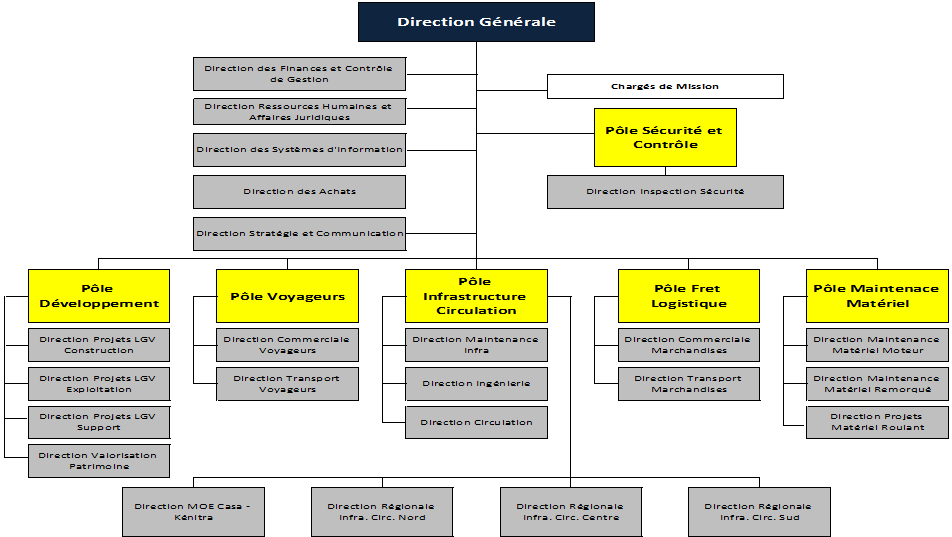 Direction Générale
Direction des Finances et Contrôle
de Gestion
Chargés de Mission
Direction Ressources Humaines et
Affaires Juridiques
Pôle Sécurité et
Contrôle
Direction des Systèmes d'Information
Direction des Achats
Direction Inspection Sécurité
Direction Stratégie et Communication
Pôle
Développement
Pôle Voyageurs
Pôle
Infrastructure
Circulation
Pôle Fret
Logistique
Pôle Maintenace
Matériel
Direction Projets LGV
Construction
Direction Commerciale
Voyageurs
Direction Maintenance
Infra
Direction Commerciale
Marchandises
Direction Maintenance
Matériel Moteur
Direction Projets LGV
Exploitation
Direction Transport
Voyageurs
Direction Ingénierie
Direction Transport
Marchandises
Direction Maintenance
Matériel Remorqué
Direction Projets LGV
Support
Direction Circulation
Direction Projets
Matériel Roulant
Direction Valorisation
Patrimoine
Direction MOE Casa -
Kénitra
Direction Régionale
Infra. Circ. Nord
Direction Régionale
Infra. Circ. Centre
Direction Régionale
Infra. Circ. Sud